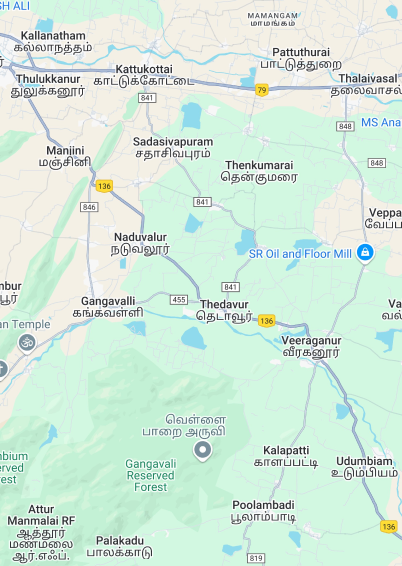 SH ALI
MAMANGAM
மாமங்கம்
Kallanatham
கல்லாநத்தம்
Pattuthurai
பாட்டுத்துறை
Kattukottai
காட்டுக்கோட்டை
Thulukkanur
துலுக்கனூர்
Thalaivasal
தலைவாசல்
79
841
848
MS Ana
Sadasivapuram
சதாசிவபுரம்
Manjini
மஞ்சினி
Thenkumarai
தென்குமரை
848
136
846
841
Veppa
வேப்ப
Naduvalur
நடுவலூர்
SR Oil and Floor Mill
841
Gangavalli
கங்கவள்ளி
455
Thedavur
தெடாவூர்
136
an Temple
Veeraganur
வீரகனூர்
வெள்ளை
பாறை அருவி
Gangavali
Reserved
Forest
Kalapatti
காளப்பட்டி
Udumbiam
உடும்பியம்
Attur
Manmalai RF
ஆத்தூர்
மண்மலை
ஆர்.எஃப்.
Poolambadi
பூலாம்பாடி
136
Palakadu
பாலக்காடு
819